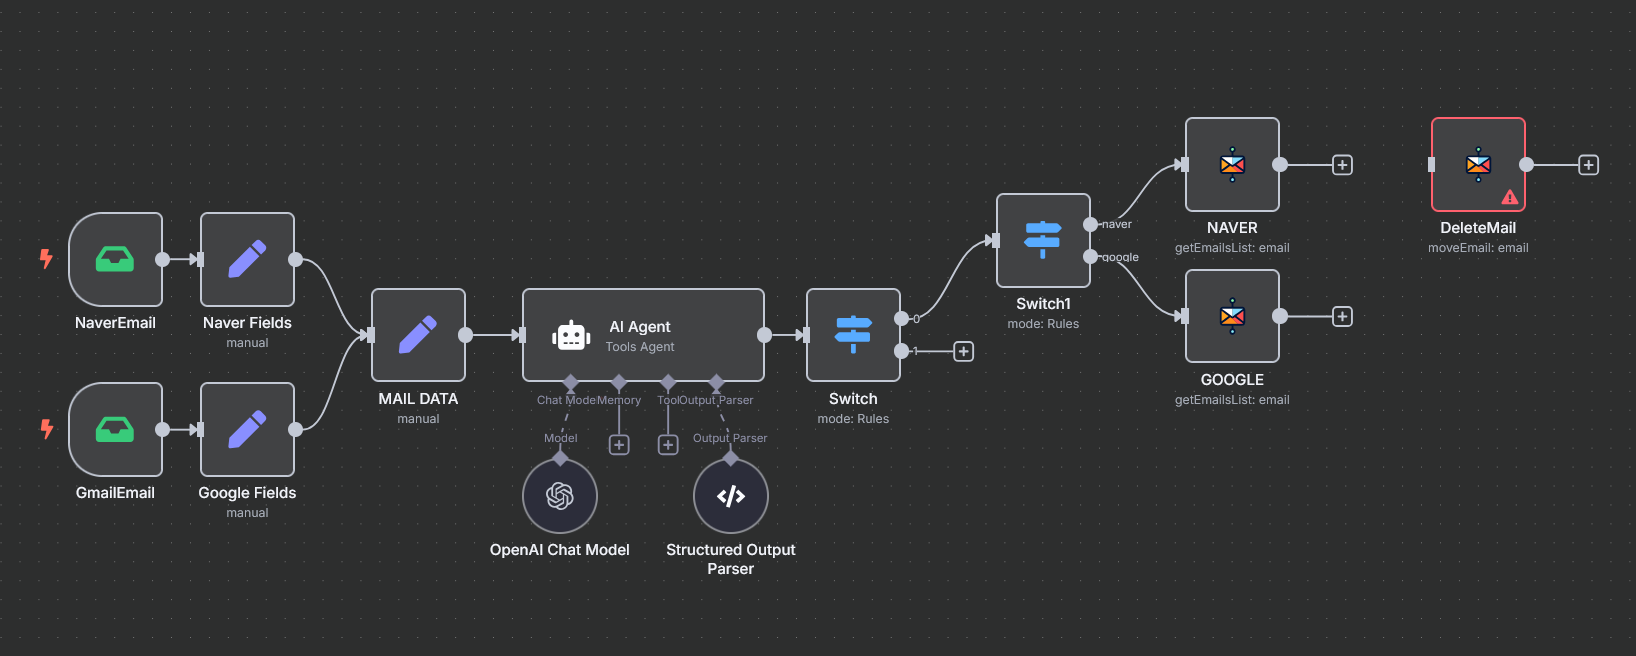 NaverEmail
Naver Fields
manual
GmailEmail
Google Fields
manual
MAIL DATA
manual
AI Agent
Tools Agent
Chat Model
Memory
Tool
Output Parser
Model
Output Parser
OpenAI Chat Model
Structured Output
Parser
0
1
Switch
mode: Rules
naver
google
Switch1
mode: Rules
NAVER
getEmailsList: email
GOOGLE
getEmailsList: email
DeleteMail
moveEmail: email